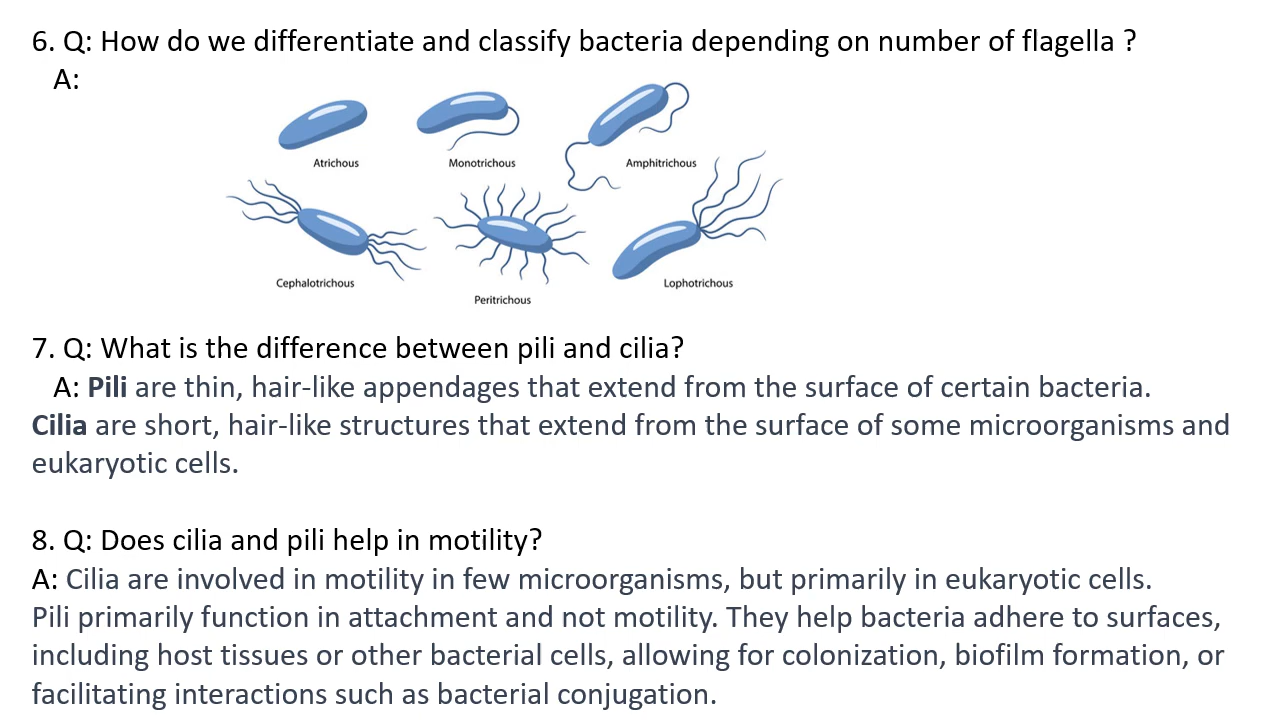 6. Q: How do we differentiate and classify bacteria depending on number of flagella ?
A:
Atrichous
Monotrichous
Amphitrichous
Cephalotrichous
Peritrichous
Lophotrichous
7. Q: What is the difference between pili and cilia?
A: Pili are thin, hair-like appendages that extend from the surface of certain bacteria.
Cilia are short, hair-like structures that extend from the surface of some microorganisms and
eukaryotic cells.
8. Q: Does cilia and pili help in motility?
A: Cilia are involved in motility in few microorganisms, but primarily in eukaryotic cells.
Pili primarily function in attachment and not motility. They help bacteria adhere to surfaces,
including host tissues or other bacterial cells, allowing for colonization, biofilm formation, or
facilitating interactions such as bacterial conjugation.